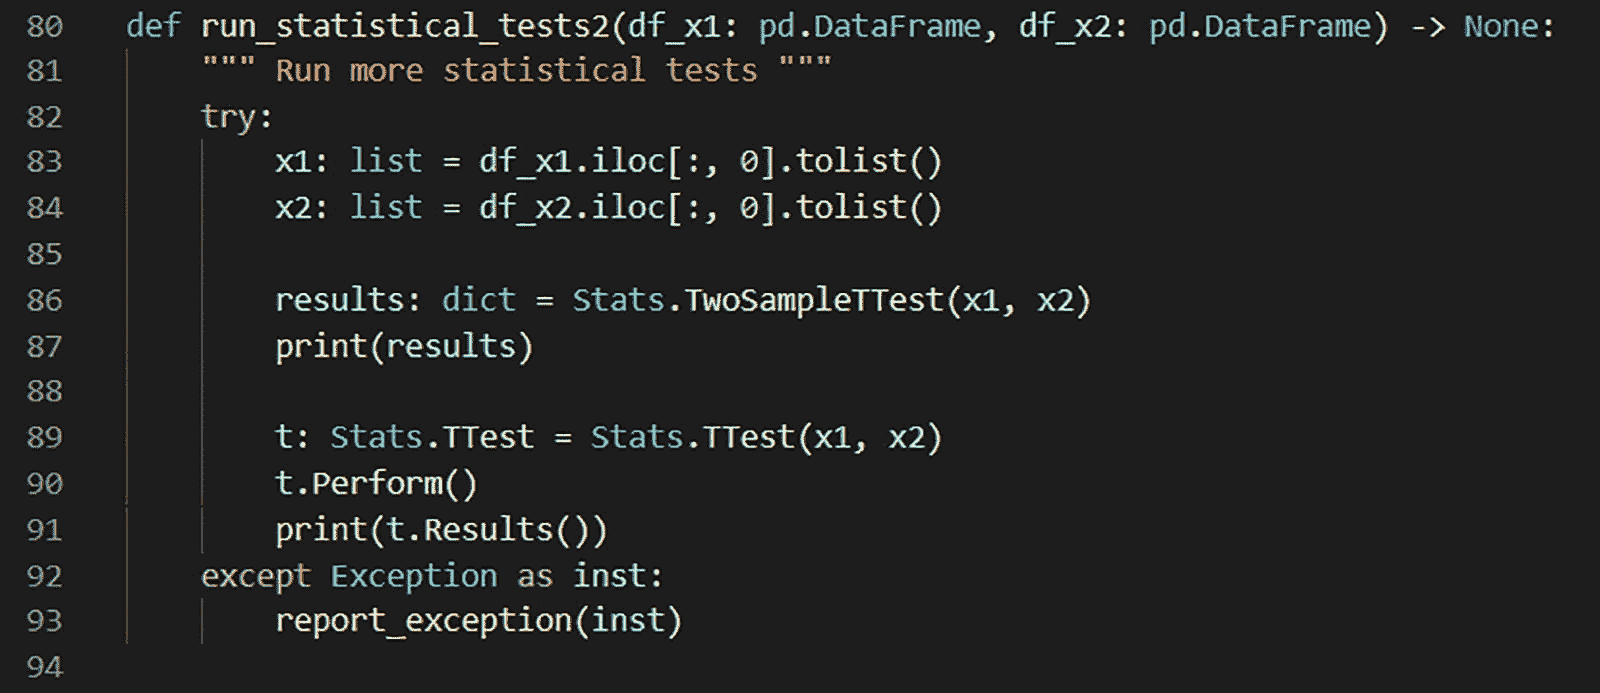 80 def run_statistical_tests2(df_x1: pd.DataFrame, df_x2: pd.DataFrame) -> None:
81 """ Run more statistical tests """
82 try:
83 x1: list = df_x1.iloc[:, 0].tolist()
84 x2: list = df_x2.iloc[:, 0].tolist()
85
86 results: dict = Stats.TwoSampleTTest(x1, x2)
87 print(results)
88
89 t: Stats.TTest = Stats.TTest(x1, x2)
90 t.Perform()
91 print(t.Results())
92 except Exception as inst:
93 report_exception(inst)
94